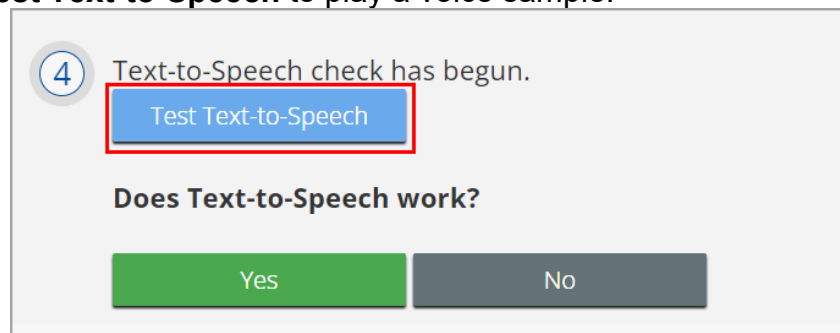 Text-to-Speech to play a voice sample.
4 Text-to-Speech check has begun.
Test Text-to-Speech
Does Text-to-Speech work?
Yes No